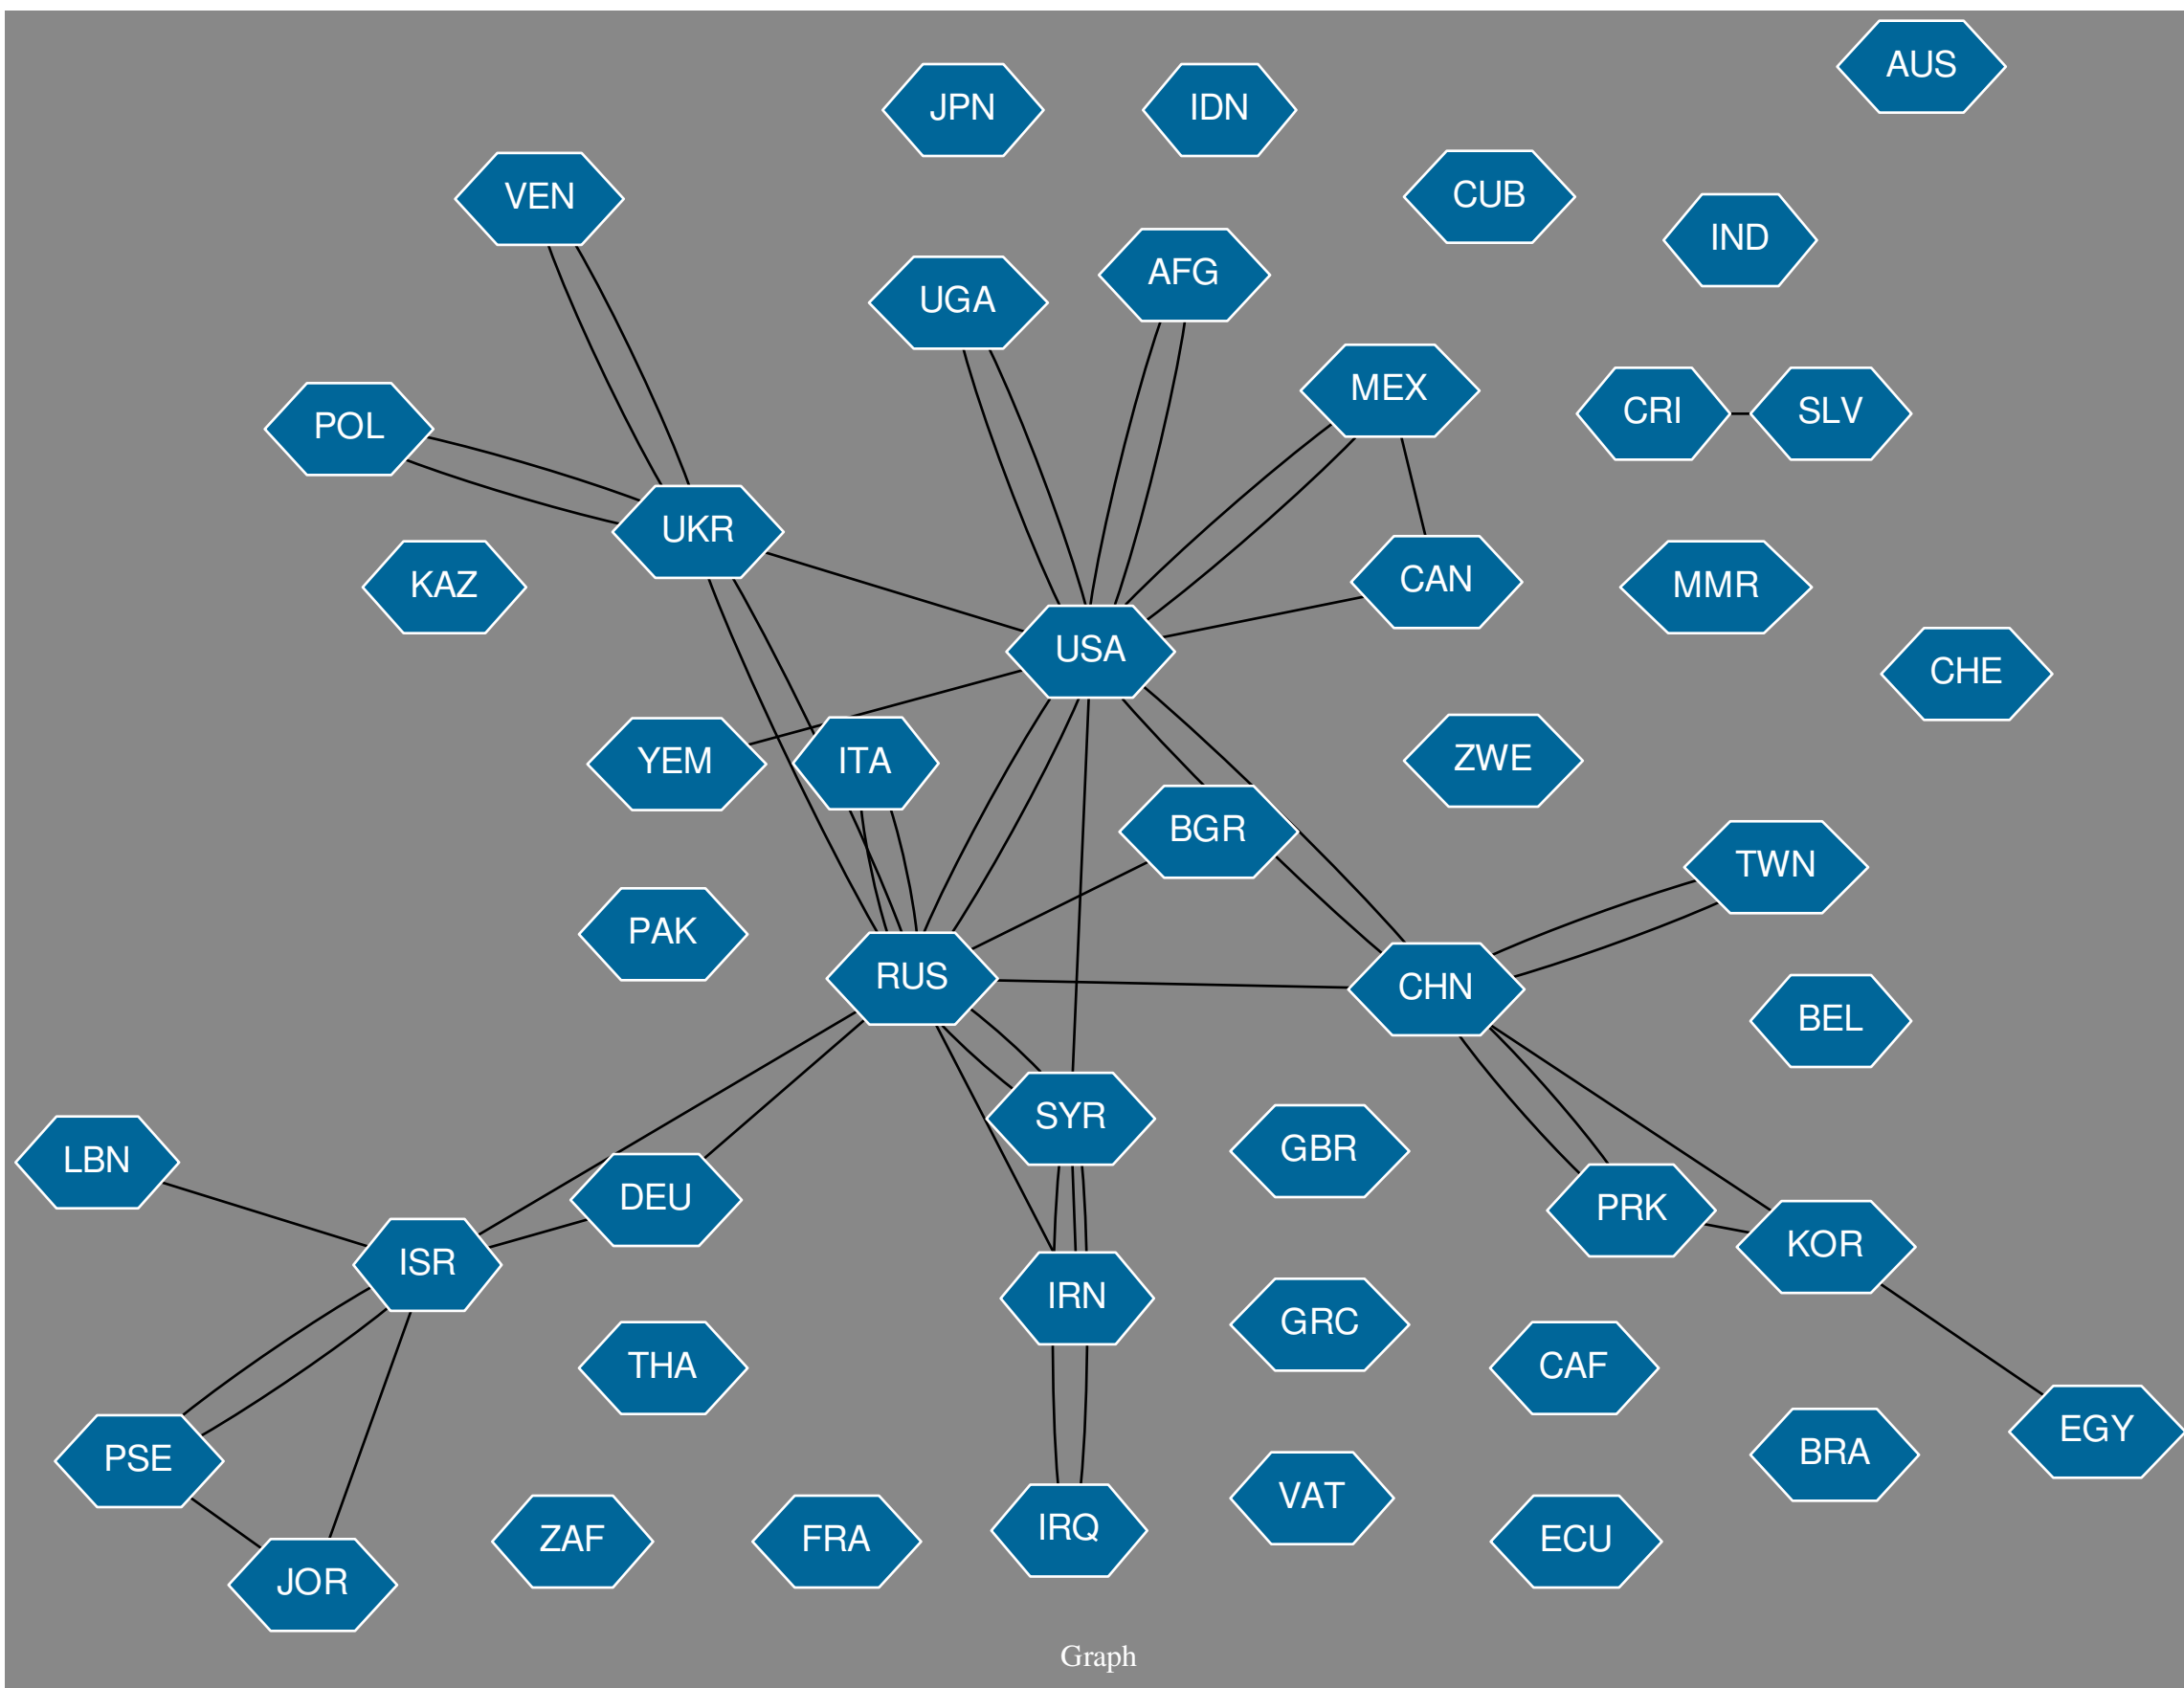 AUS
JPN
IDN
CUB
VEN
IND
AFG
UGA
MEX
CRI
SLV
POL
UKR
CAN
KAZ
MMR
USA
CHE
ZWE
YEM
ITA
BGR
TWN
PAK
RUS
CHN
BEL
SYR
GBR
LBN
DEU
PRK
KOR
ISR
IRN
GRC
THA
CAF
EGY
BRA
PSE
VAT
IRQ
ZAF
FRA
ECU
JOR
Graph